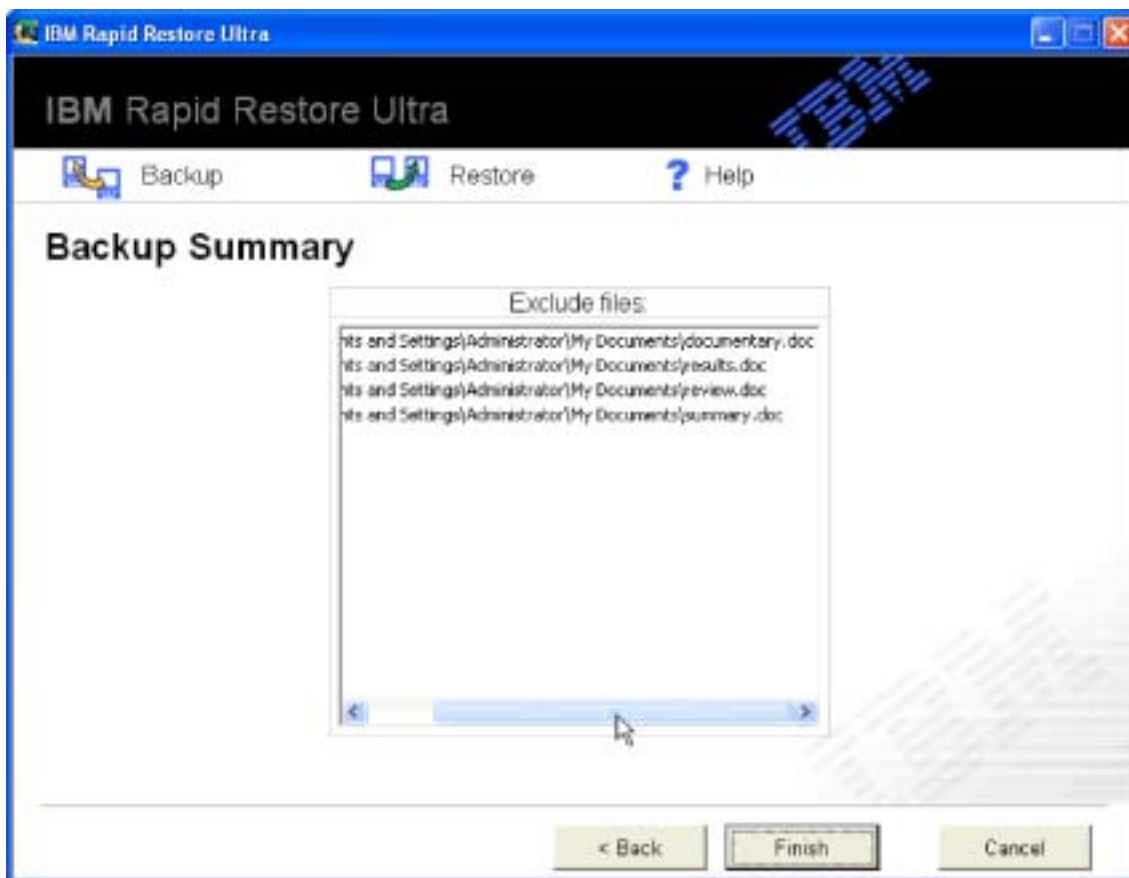 IBM Rapid Restore Ultra
IBM Rapid Restore Ultra
IBM
Backup Restore ? Help
Backup Summary
Exclude files:
nts and Settings\Administrator\My Documents\documentary.doc
nts and Settings\Administrator\My Documents\results.doc
nts and Settings\Administrator\My Documents\review.doc
nts and Settings\Administrator\My Documents\summary.doc
< Back Finish Cancel